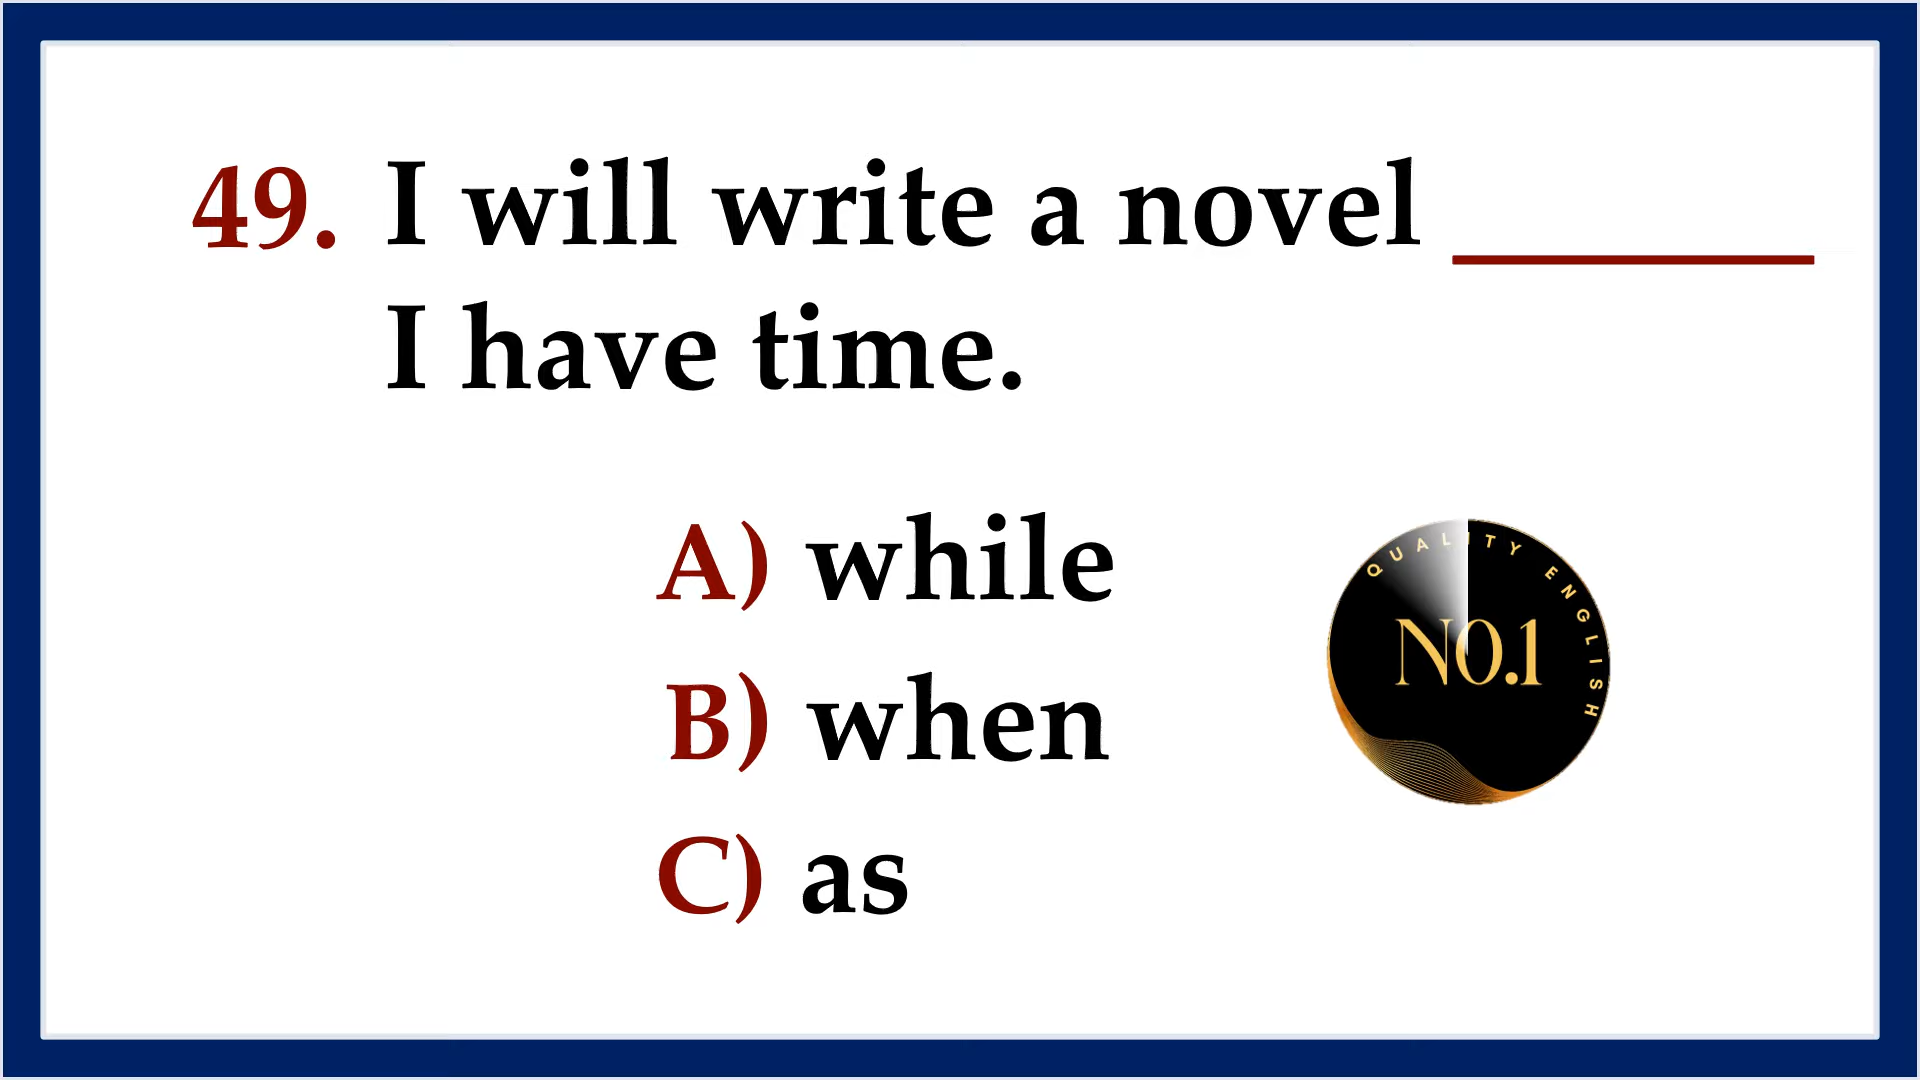 49. I will write a novel ______
I have time.
A) while
B) when
C) as
QUALITY ENGLISH
NO.1